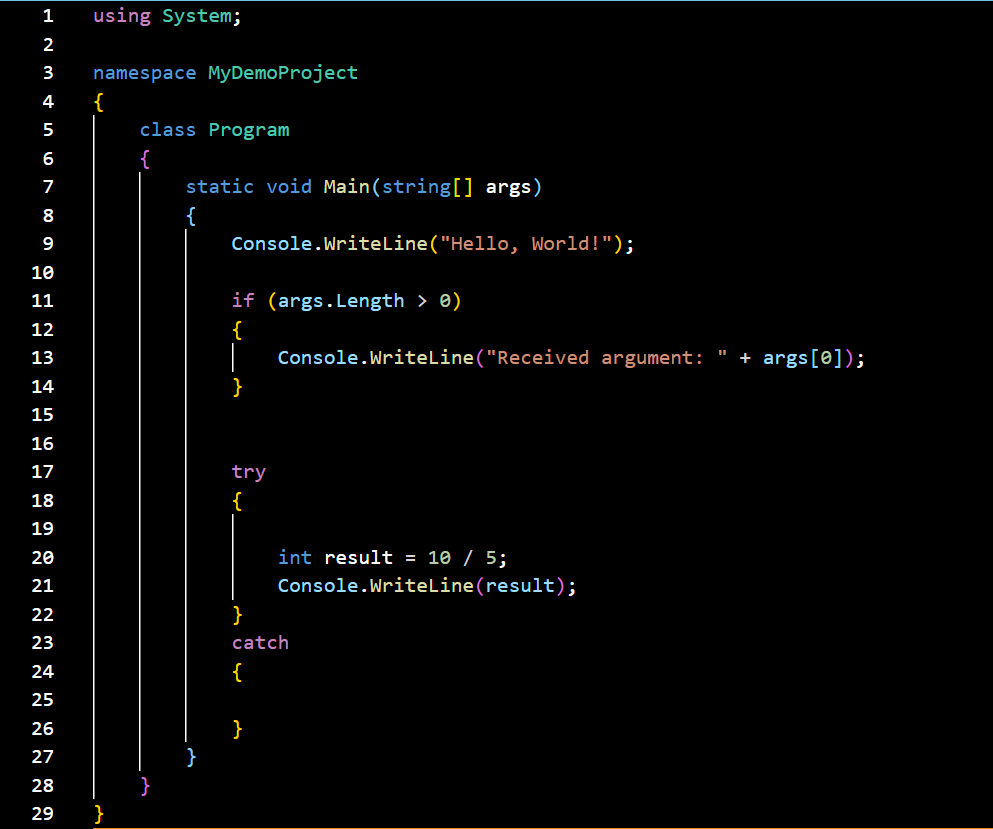 1 using System;
2
3 namespace MyDemoProject
4 {
5     class Program
6     {
7         static void Main(string[] args)
8         {
9             Console.WriteLine("Hello, World!");
10
11             if (args.Length > 0)
12             {
13                 Console.WriteLine("Received argument: " + args[0]);
14             }
15
16
17             try
18             {
19
20                 int result = 10 / 5;
21                 Console.WriteLine(result);
22             }
23             catch
24             {
25
26             }
27         }
28     }
29 }